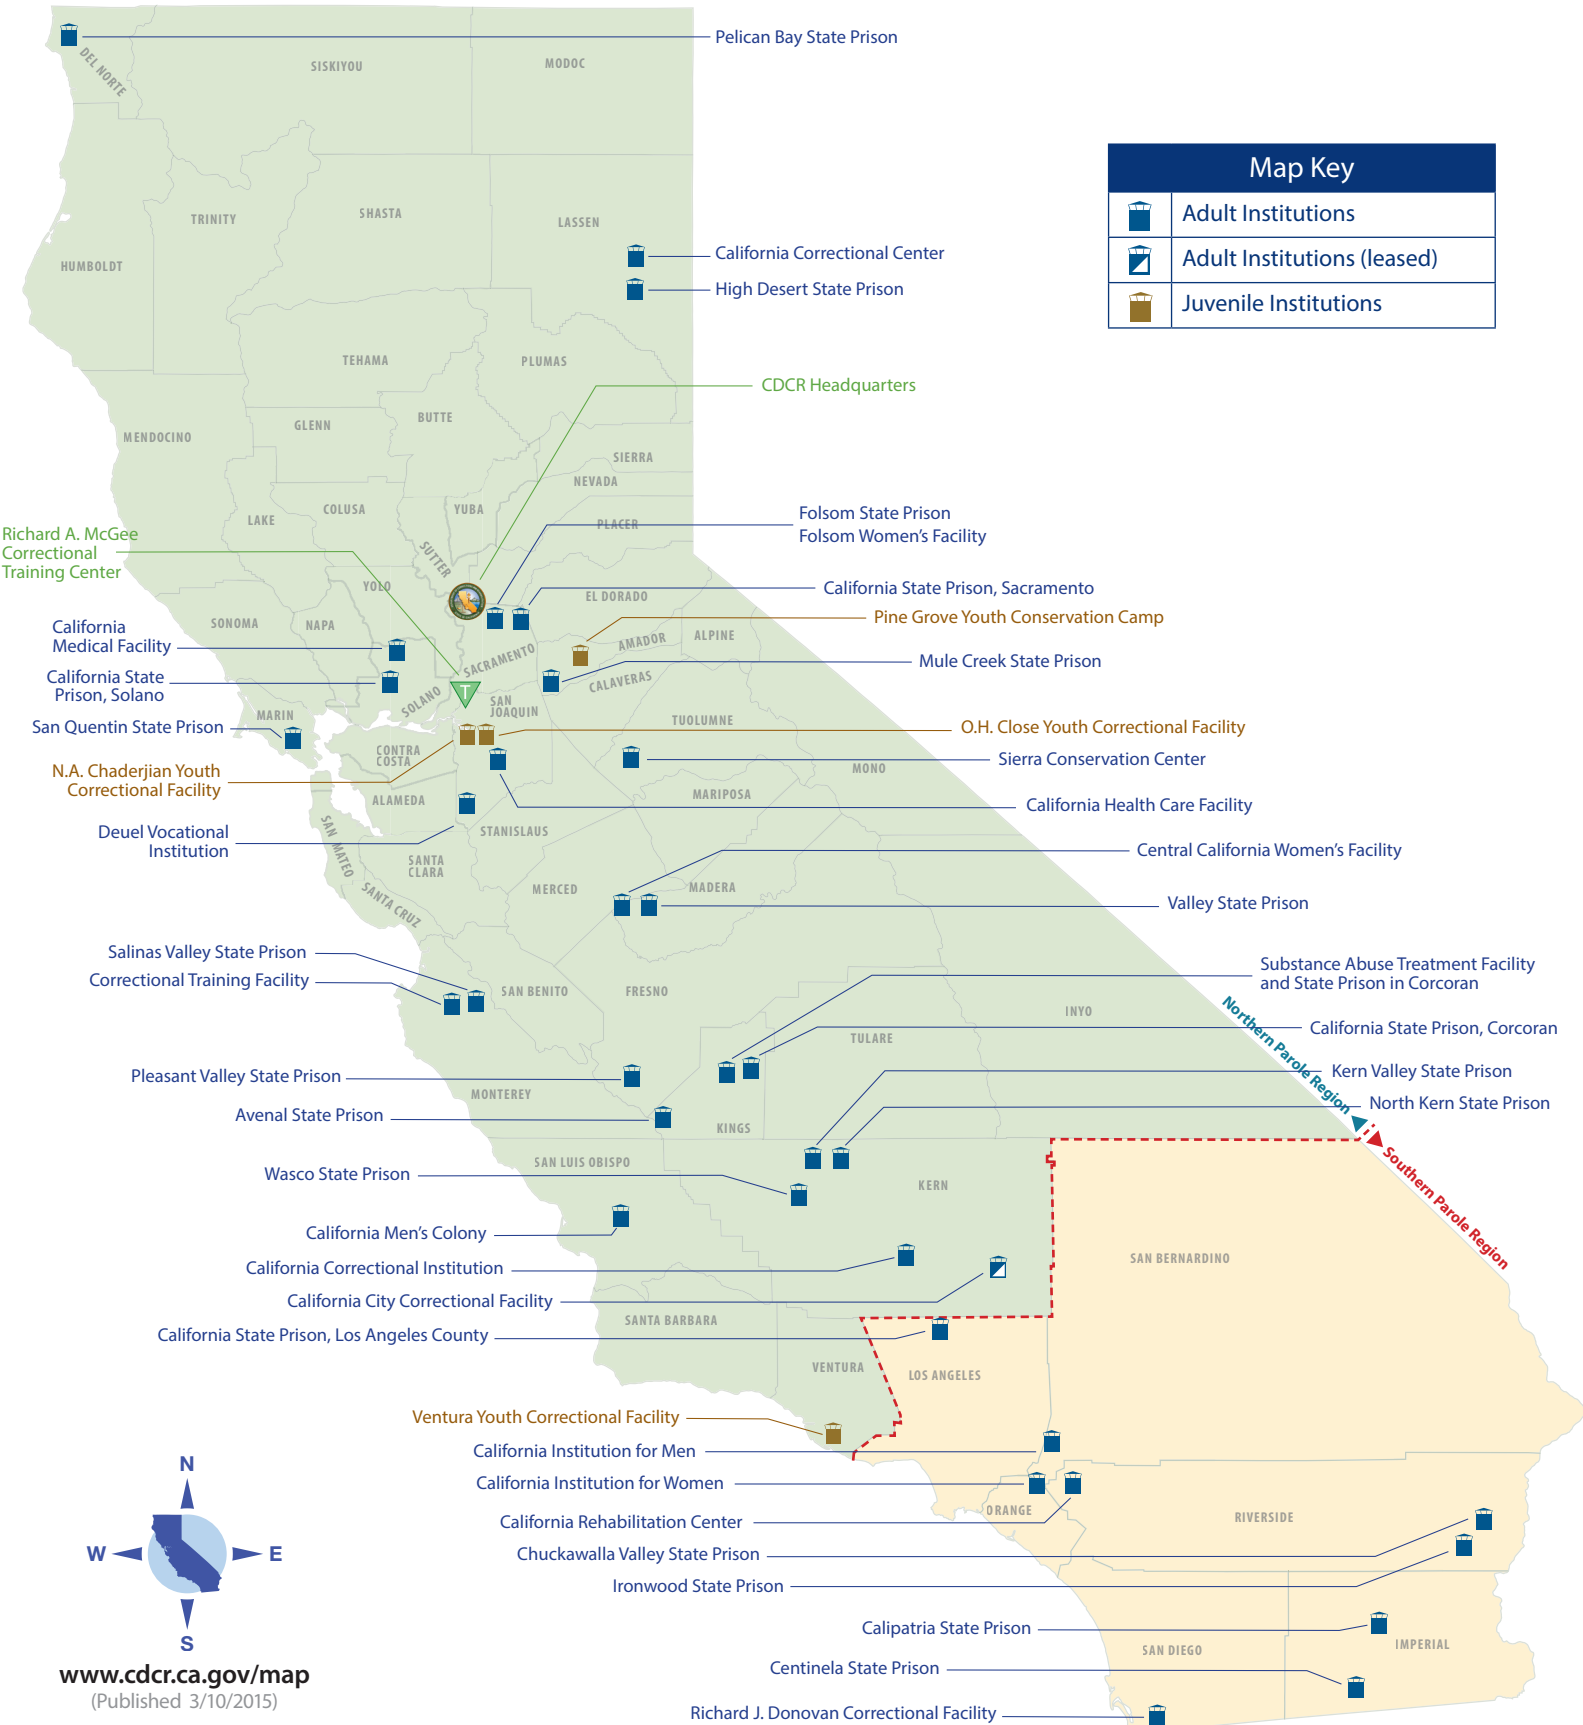 Pelican Bay State Prison
DEL NORTE
SISKIYOU
MODOC
Map Key
Adult Institutions
Adult Institutions (leased)
Juvenile Institutions
TRINITY
SHASTA
LASSEN
HUMBOLDT
California Correctional Center
High Desert State Prison
TEHAMA
PLUMAS
CDCR Headquarters
MENDOCINO
GLENN
BUTTE
SIERRA
NEVADA
LAKE
COLUSA
YUBA
PLACER
Folsom State Prison
Folsom Women's Facility
Richard A. McGee
Correctional
Training Center
SUTTER
YOLO
EL DORADO
California State Prison, Sacramento
Pine Grove Youth Conservation Camp
SONOMA
NAPA
SACRAMENTO
AMADOR
ALPINE
California
Medical Facility
Mule Creek State Prison
California State
Prison, Solano
SOLANO
T
SAN
JOAQUIN
CALAVERAS
MARIN
TUOLUMNE
San Quentin State Prison
O.H. Close Youth Correctional Facility
CONTRA
COSTA
Sierra Conservation Center
MONO
N.A. Chaderjian Youth
Correctional Facility
ALAMEDA
MARIPOSA
California Health Care Facility
Deuel Vocational
Institution
STANISLAUS
SAN MATEO
SANTA
CLARA
Central California Women's Facility
SANTA CRUZ
MERCED
MADERA
Valley State Prison
Salinas Valley State Prison
Correctional Training Facility
SAN BENITO
FRESNO
Substance Abuse Treatment Facility
and State Prison in Corcoran
INYO
Northern Parole Region
California State Prison, Corcoran
TULARE
Pleasant Valley State Prison
Kern Valley State Prison
MONTEREY
North Kern State Prison
Avenal State Prison
KINGS
Southern Parole Region
SAN LUIS OBISPO
Wasco State Prison
KERN
California Men's Colony
SAN BERNARDINO
California Correctional Institution
California City Correctional Facility
SANTA BARBARA
California State Prison, Los Angeles County
VENTURA
LOS ANGELES
Ventura Youth Correctional Facility
California Institution for Men
California Institution for Women
ORANGE
RIVERSIDE
California Rehabilitation Center
Chuckawalla Valley State Prison
Ironwood State Prison
Calipatria State Prison
SAN DIEGO
IMPERIAL
Centinela State Prison
Richard J. Donovan Correctional Facility
N
W
E
S
www.cdcr.ca.gov/map
(Published 3/10/2015)